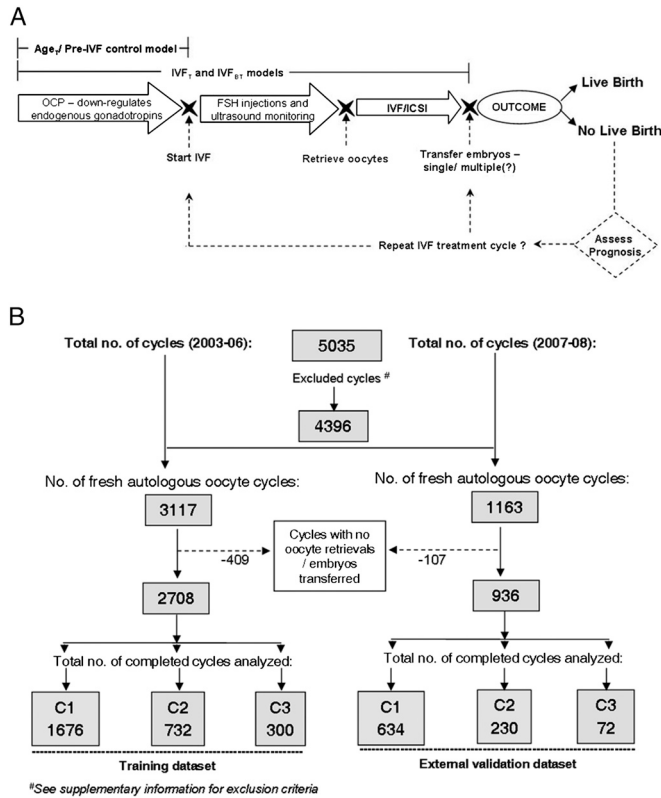 A
Age_T/ Pre-IVF control model
IVF_T and IVF_BT models
OCP – down-regulates
endogenous gonadotropins
FSH injections and
ultrasound monitoring
IVF/ICSI
OUTCOME
Live Birth
No Live Birth
Start IVF
Retrieve oocytes
Transfer embryos –
single/ multiple(?)
Repeat IVF treatment cycle ?
Assess
Prognosis
B
Total no. of cycles (2003-06):
5035
Total no. of cycles (2007-08):
Excluded cycles #
4396
No. of fresh autologous oocyte cycles:
3117
No. of fresh autologous oocyte cycles:
1163
Cycles with no
oocyte retrievals
/ embryos
transferred
-409
-107
2708
936
Total no. of completed cycles analyzed:
Total no. of completed cycles analyzed:
C1
1676
C2
732
C3
300
C1
634
C2
230
C3
72
Training dataset
External validation dataset
#See supplementary information for exclusion criteria